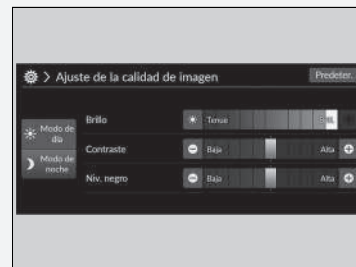 > Ajuste de la calidad de imagen
Predeter.
Modo de día
Modo de noche
Brillo
Tenue
Contraste
Baja
Alta
Niv. negro
Baja
Alta